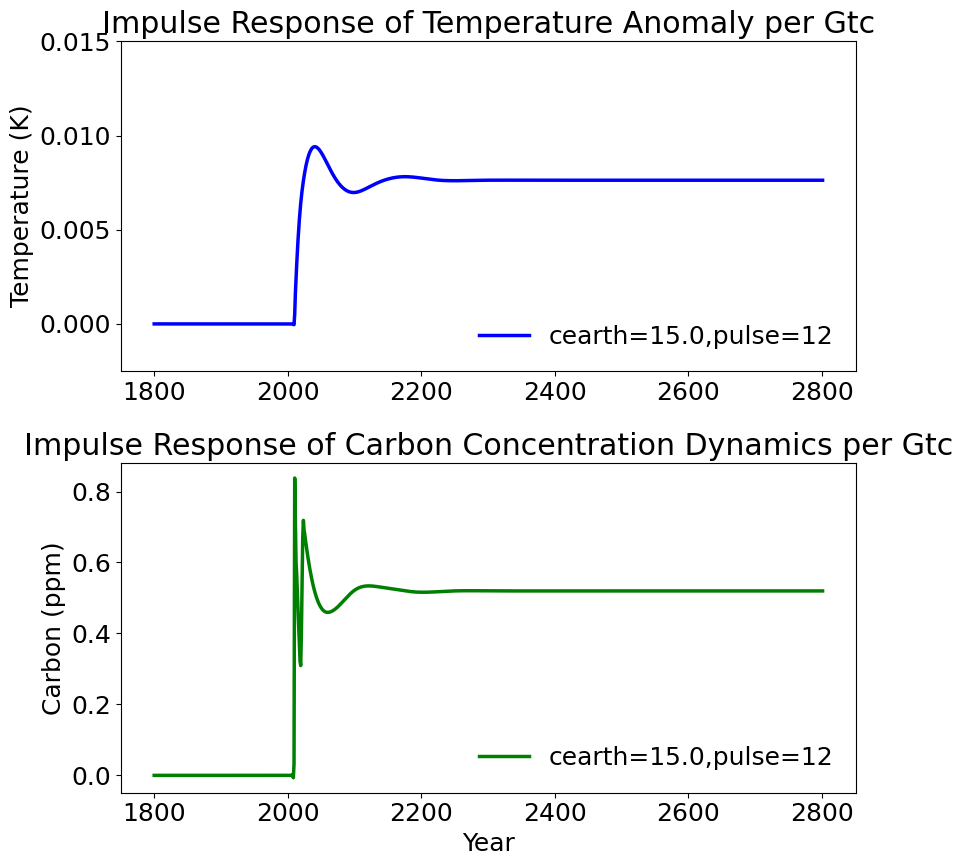 Impulse Response of Temperature Anomaly per Gtc
0.015
0.010
0.005
0.000
Temperature (K)
cearth=15.0,pulse=12
1800 2000 2200 2400 2600 2800
Impulse Response of Carbon Concentration Dynamics per Gtc
0.8
0.6
0.4
0.2
0.0
Carbon (ppm)
cearth=15.0,pulse=12
1800 2000 2200 2400 2600 2800
Year